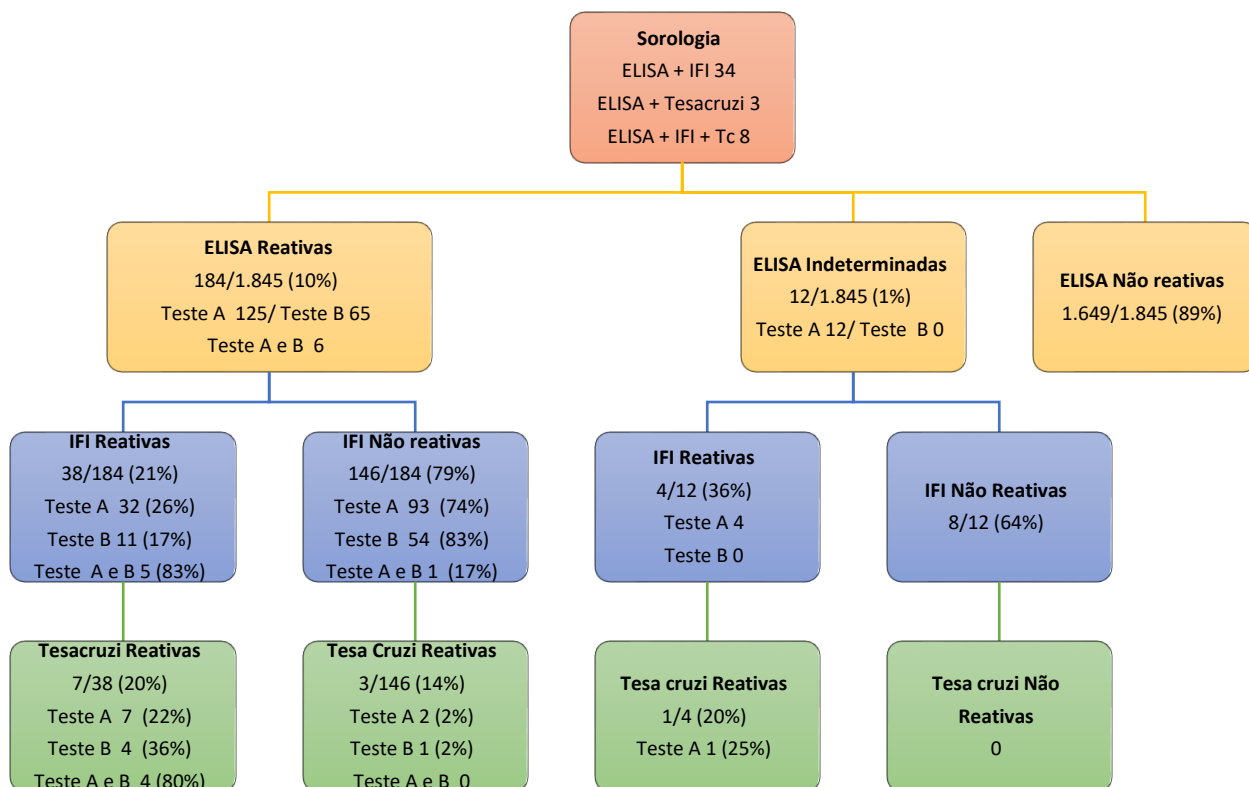 Sorologia
ELISA + IFI 34
ELISA + Tesacruzi 3
ELISA + IFI + Tc 8
ELISA Reativas
184/1.845 (10%)
Teste A 125/ Teste B 65
Teste A e B 6
ELISA Indeterminadas
12/1.845 (1%)
Teste A 12/ Teste B 0
ELISA Não reativas
1.649/1.845 (89%)
IFI Reativas
38/184 (21%)
Teste A 32 (26%)
Teste B 11 (17%)
Teste A e B 5 (83%)
IFI Não reativas
146/184 (79%)
Teste A 93 (74%)
Teste B 54 (83%)
Teste A e B 1 (17%)
IFI Reativas
4/12 (36%)
Teste A 4
Teste B 0
IFI Não Reativas
8/12 (64%)
Tesacruzi Reativas
7/38 (20%)
Teste A 7 (22%)
Teste B 4 (36%)
Teste A e B 4 (80%)
Tesa Cruzi Reativas
3/146 (14%)
Teste A 2 (2%)
Teste B 1 (2%)
Teste A e B 0
Tesa cruzi Reativas
1/4 (20%)
Teste A 1 (25%)
Tesa cruzi Não
Reativas
0